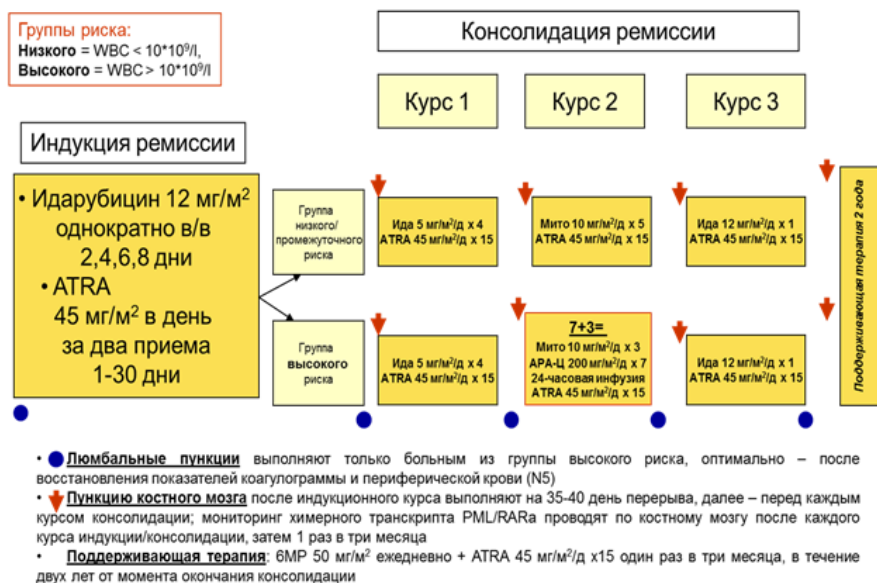 Группы риска:
Низкого = WBC < 10*10⁹/l,
Высокого = WBC > 10*10⁹/l
Консолидация ремиссии
Курс 1
Курс 2
Курс 3
Индукция ремиссии
• Идарубицин 12 мг/м²
однократно в/в
2,4,6,8 дни
• ATRA
45 мг/м² в день
за два приема
1-30 дни
Группа
низкого/
промежуточного
риска
Ида 5 мг/м²/д х 4
ATRA 45 мг/м²/д х 15
Мито 10 мг/м²/д х 5
ATRA 45 мг/м²/д х 15
Ида 12 мг/м²/д х 1
ATRA 45 мг/м²/д х 15
Группа
высокого
риска
Ида 5 мг/м²/д х 4
ATRA 45 мг/м²/д х 15
7+3=
Мито 10 мг/м²/д х 3
АРА-Ц 200 мг/м²/д х 7
24-часовая инфузия
ATRA 45 мг/м²/д х 15
Ида 12 мг/м²/д х 1
ATRA 45 мг/м²/д х 15
Поддерживающая терапия 2 года
• Люмбальные пункции выполняют только больным из группы высокого риска, оптимально – после
восстановления показателей коагулограммы и периферической крови (N5)
• Пункцию костного мозга после индукционного курса выполняют на 35-40 день перерыва, далее – перед каждым
курсом консолидации; мониторинг химерного транскрипта PML/RARa проводят по костному мозгу после каждого
курса индукции/консолидации, затем 1 раз в три месяца
• Поддерживающая терапия: 6МР 50 мг/м² ежедневно + ATRA 45 мг/м²/д х15 один раз в три месяца, в течение
двух лет от момента окончания консолидации